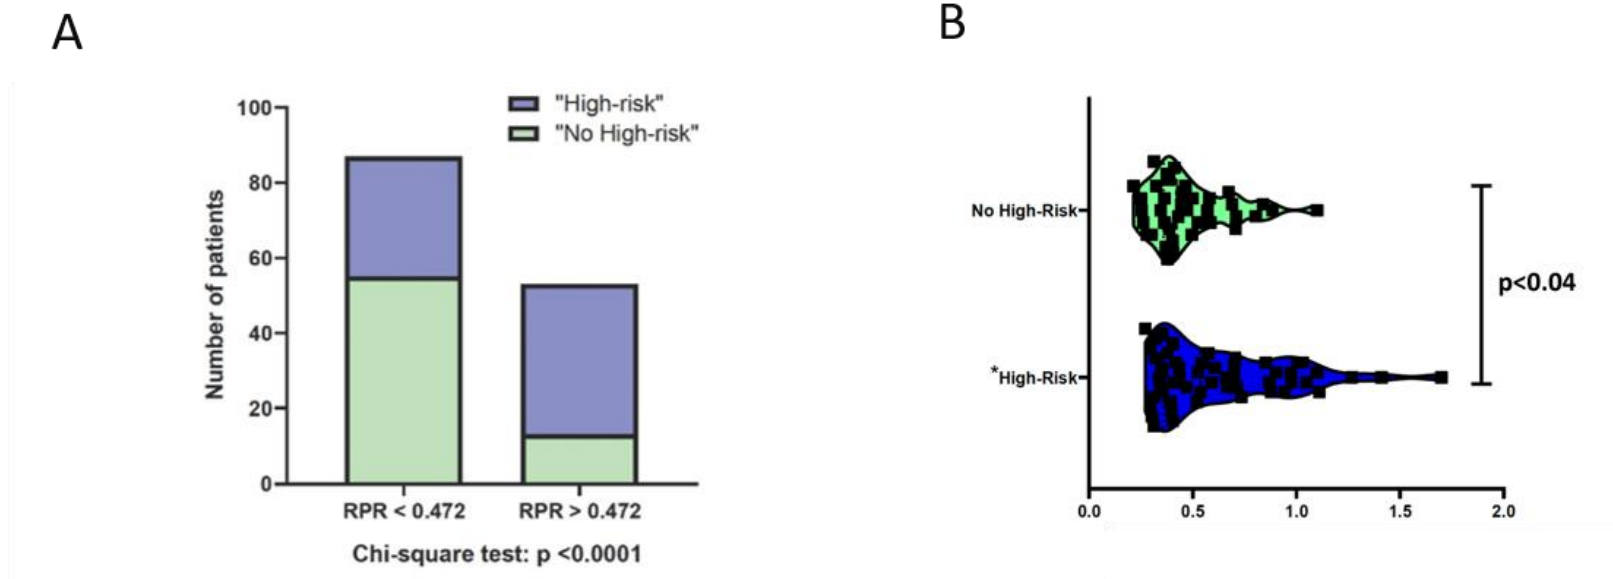 A
B
"High-risk"
"No High-risk"
Number of patients
100
80
60
40
20
0
RPR < 0.472
RPR > 0.472
Chi-square test: p <0.0001
No High-Risk
*High-Risk
p<0.04
0.0
0.5
1.0
1.5
2.0